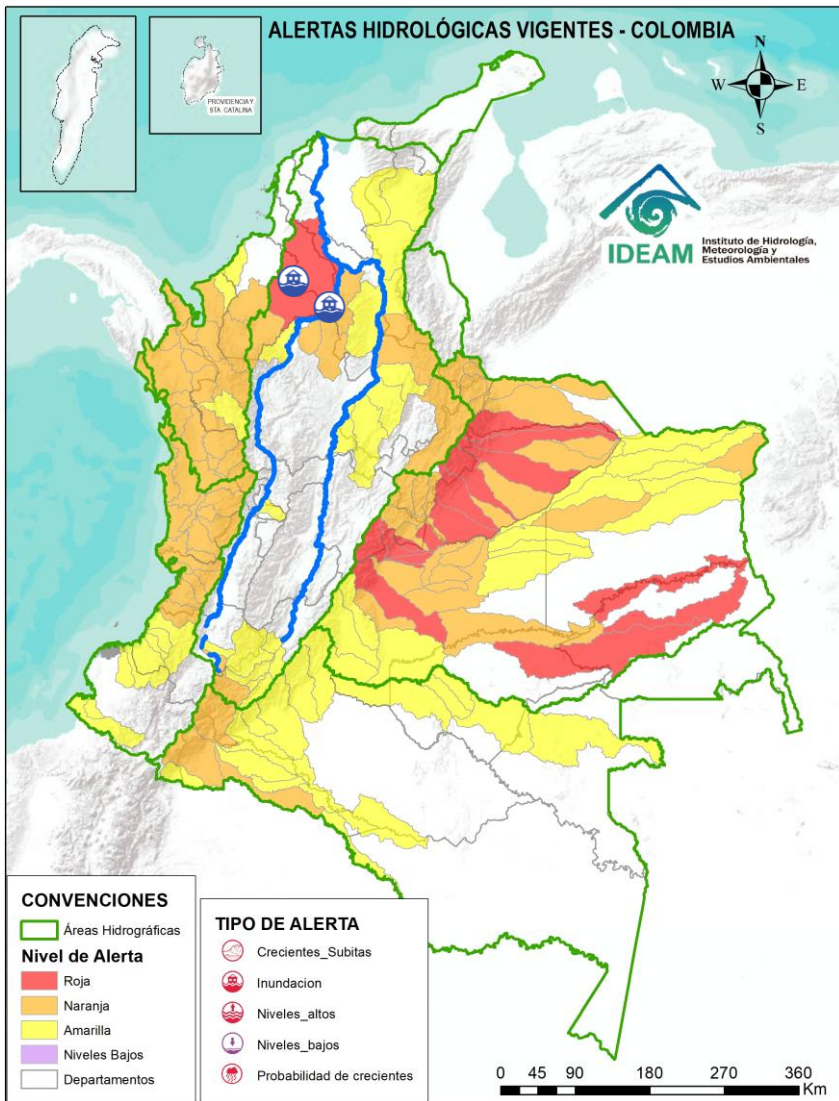 ALERTAS HIDROLÓGICAS VIGENTES - COLOMBIA
PROVIDENCIA Y
STA. CATALINA
N
W
E
S
IDEAM
Instituto de Hidrología,
Meteorología y
Estudios Ambientales
CONVENCIONES
Áreas Hidrográficas
Nivel de Alerta
Roja
Naranja
Amarilla
Niveles Bajos
Departamentos
TIPO DE ALERTA
Crecientes_Subitas
Inundacion
Niveles_altos
Niveles_bajos
Probabilidad de crecientes
0 45 90 180 270 360
Km